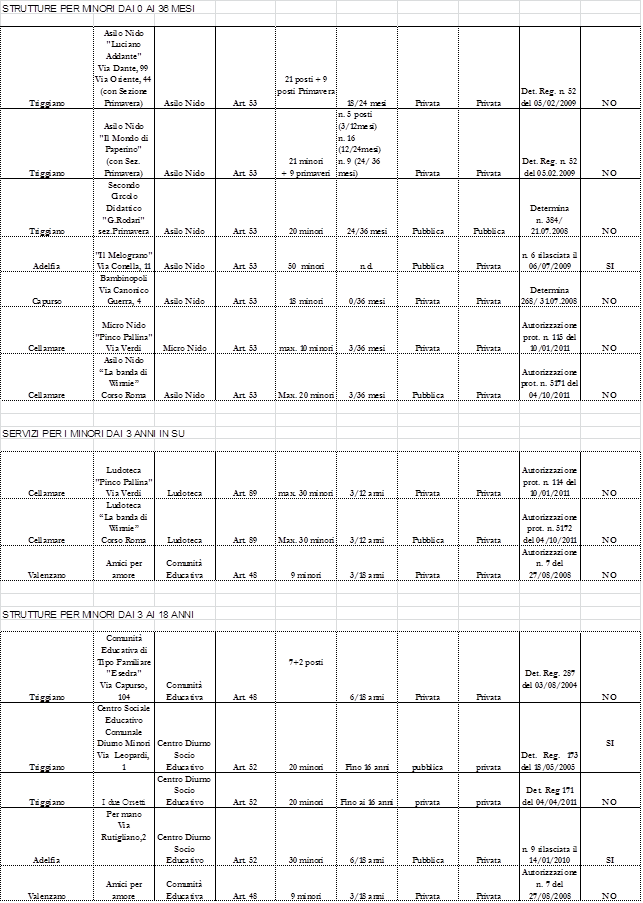 STRUTTURE PER MINORI DAI 0 AI 36 MESI
Triggiano | Asilo Nido "Luciano Addante" Via Dante, 99 Via Oriente, 44 (con Sezione Primavera) | Asilo Nido | Art. 53 | 21 posti + 9 posti Primavera | 18/24 mesi | Privata | Privata | Det. Reg. n. 52 del 05/02/2009 | NO
Triggiano | Asilo Nido "Il Mondo di Paperino" (con Sez. Primavera) | Asilo Nido | Art. 53 | 21 minori + 9 primaveri | n. 5 posti (3/12mesi) n. 16 (12/24mesi) n. 9 (24/ 36 mesi) | Privata | Privata | Det. Reg. n. 52 del 05.02.2009 | NO
Triggiano | Secondo Circolo Didattico "G.Rodari" sez.Primavera | Asilo Nido | Art. 53 | 20 minori | 24/36 mesi | Pubblica | Pubblica | Determina n. 384/ 21.07.2008 | NO
Adelfia | "Il Melograno" Via Conella, 11 | Asilo Nido | Art. 53 | 50 minori | n.d. | Pubblica | Privata | n. 6 rilasciata il 06/07/2009 | SI
Capurso | Bambinopoli Via Canonico Guerra, 4 | Asilo Nido | Art. 53 | 18 minori | 0/36 mesi | Privata | Privata | Determina 268/ 31.07.2008 | NO
Cellamare | Micro Nido "Pinco Pallina" Via Verdi | Micro Nido | Art. 53 | max. 10 minori | 3/36 mesi | Privata | Privata | Autorizzazione prot. n. 115 del 10/01/2011 | NO
Cellamare | Asilo Nido “La banda di Winnie” Corso Roma | Asilo Nido | Art. 53 | Max. 20 minori | 3/36 mesi | Pubblica | Privata | Autorizzazione prot. n. 5171 del 04/10/2011 | NO
SERVIZI PER I MINORI DAI 3 ANNI IN SU
Cellamare | Ludoteca "Pinco Pallina" Via Verdi | Ludoteca | Art. 89 | max. 30 minori | 3/12 anni | Privata | Privata | Autorizzazione prot. n. 114 del 10/01/2011 | NO
Cellamare | Ludoteca “La banda di Winnie” Corso Roma | Ludoteca | Art. 89 | Max. 30 minori | 3/12 anni | Pubblica | Privata | Autorizzazione prot. n. 5172 del 04/10/2011 | NO
Valenzano | Amici per amore | Comunità Educativa | Art. 48 | 9 minori | 3/18 anni | Privata | Privata | Autorizzazione n. 7 del 27/08/2008 | NO
STRUTTURE PER MINORI DAI 3 AI 18 ANNI
Triggiano | Comunità Educativa di Tipo Familiare "Esedra" Via Capurso, 104 | Comunità Educativa | Art. 48 | 7+2 posti | 6/18 anni | Privata | Privata | Det. Reg. 287 del 03/08/2004 | NO
Triggiano | Centro Sociale Educativo Comunale Diurno Minori Via Leopardi, 1 | Centro Diurno Socio Educativo | Art. 52 | 20 minori | Fino 16 anni | pubblica | privata | Det. Reg. 173 del 18/05/2005 | SI
Triggiano | I due Orsetti | Centro Diurno Socio Educativo | Art. 52 | 20 minori | Fino ai 16 anni | privata | privata | Det. Reg 171 del 04/04/2011 | NO
Adelfia | Per mano Via Rutigliano,2 | Centro Diurno Socio Educativo | Art. 52 | 30 minori | 6/18 anni | Pubblica | Privata | n. 9 rilasciata il 14/01/2010 | SI
Valenzano | Amici per amore | Comunità Educativa | Art. 48 | 9 minori | 3/18 anni | Privata | Privata | Autorizzazione n. 7 del 27/08/2008 | NO